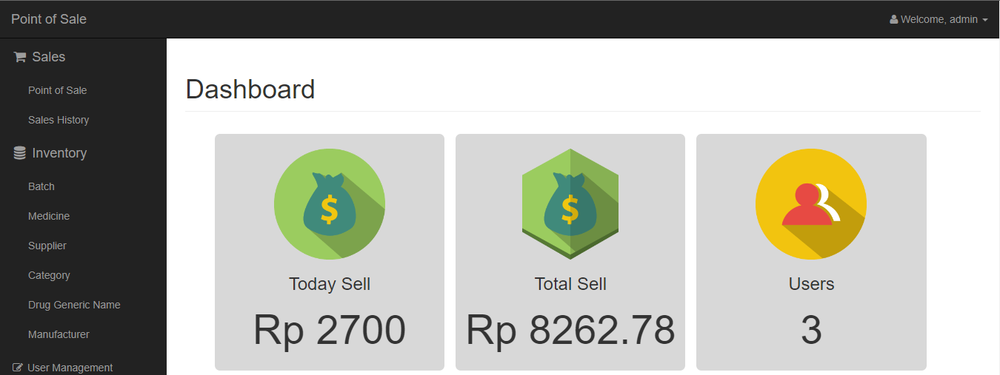 Point of Sale
Welcome, admin
Sales
Point of Sale
Sales History
Inventory
Batch
Medicine
Supplier
Category
Drug Generic Name
Manufacturer
User Management
Dashboard
$
Today Sell
Rp 2700
$
Total Sell
Rp 8262.78
Users
3